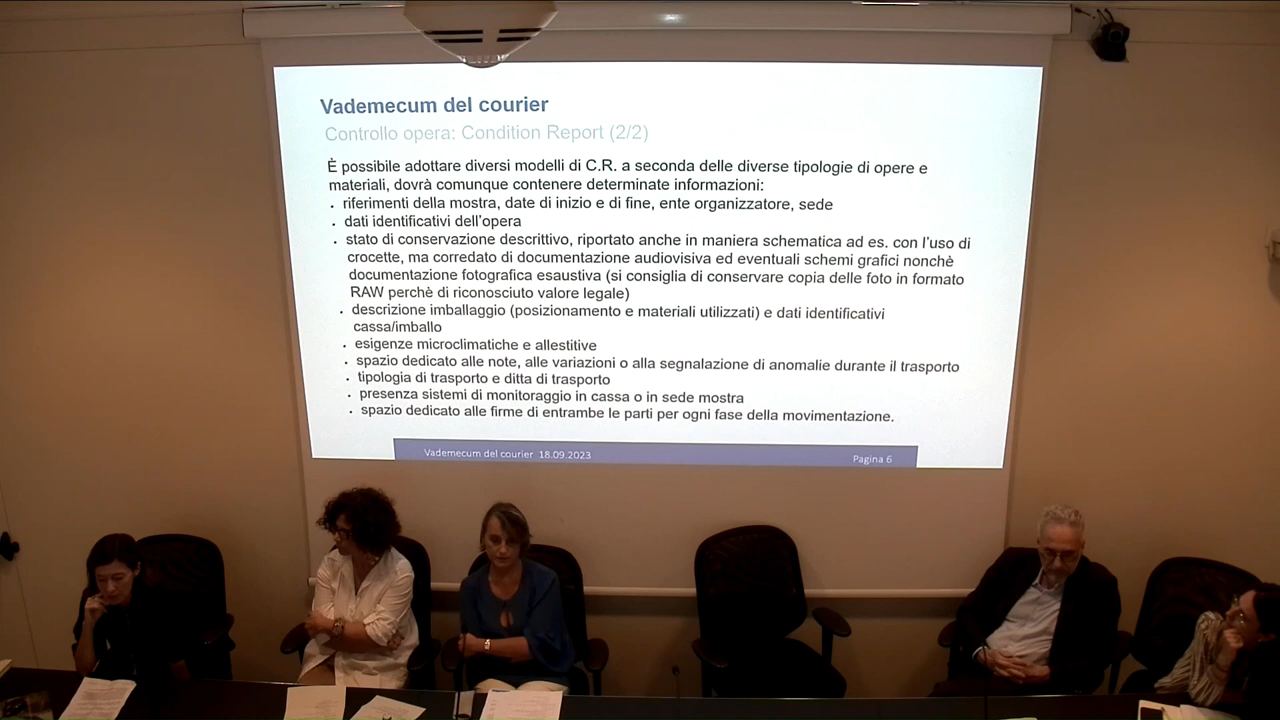 Vademecum del courier
Controllo opera: Condition Report (2/2)
È possibile adottare diversi modelli di C.R. a seconda delle diverse tipologie di opere e
materiali, dovrà comunque contenere determinate informazioni:
. riferimenti della mostra, date di inizio e di fine, ente organizzatore, sede
. dati identificativi dell'opera
. stato di conservazione descrittivo, riportato anche in maniera schematica ad es. con l'uso di
crocette, ma corredato di documentazione audiovisiva ed eventuali schemi grafici nonchè
documentazione fotografica esaustiva (si consiglia di conservare copia delle foto in formato
RAW perchè di riconosciuto valore legale)
. descrizione imballaggio (posizionamento e materiali utilizzati) e dati identificativi
cassa/imballo
. esigenze microclimatiche e allestitive
. spazio dedicato alle note, alle variazioni o alla segnalazione di anomalie durante il trasporto
. tipologia di trasporto e ditta di trasporto
. presenza sistemi di monitoraggio in cassa o in sede mostra
. spazio dedicato alle firme di entrambe le parti per ogni fase della movimentazione.
Vademecum del courier 18.09.2023
Pagina 6